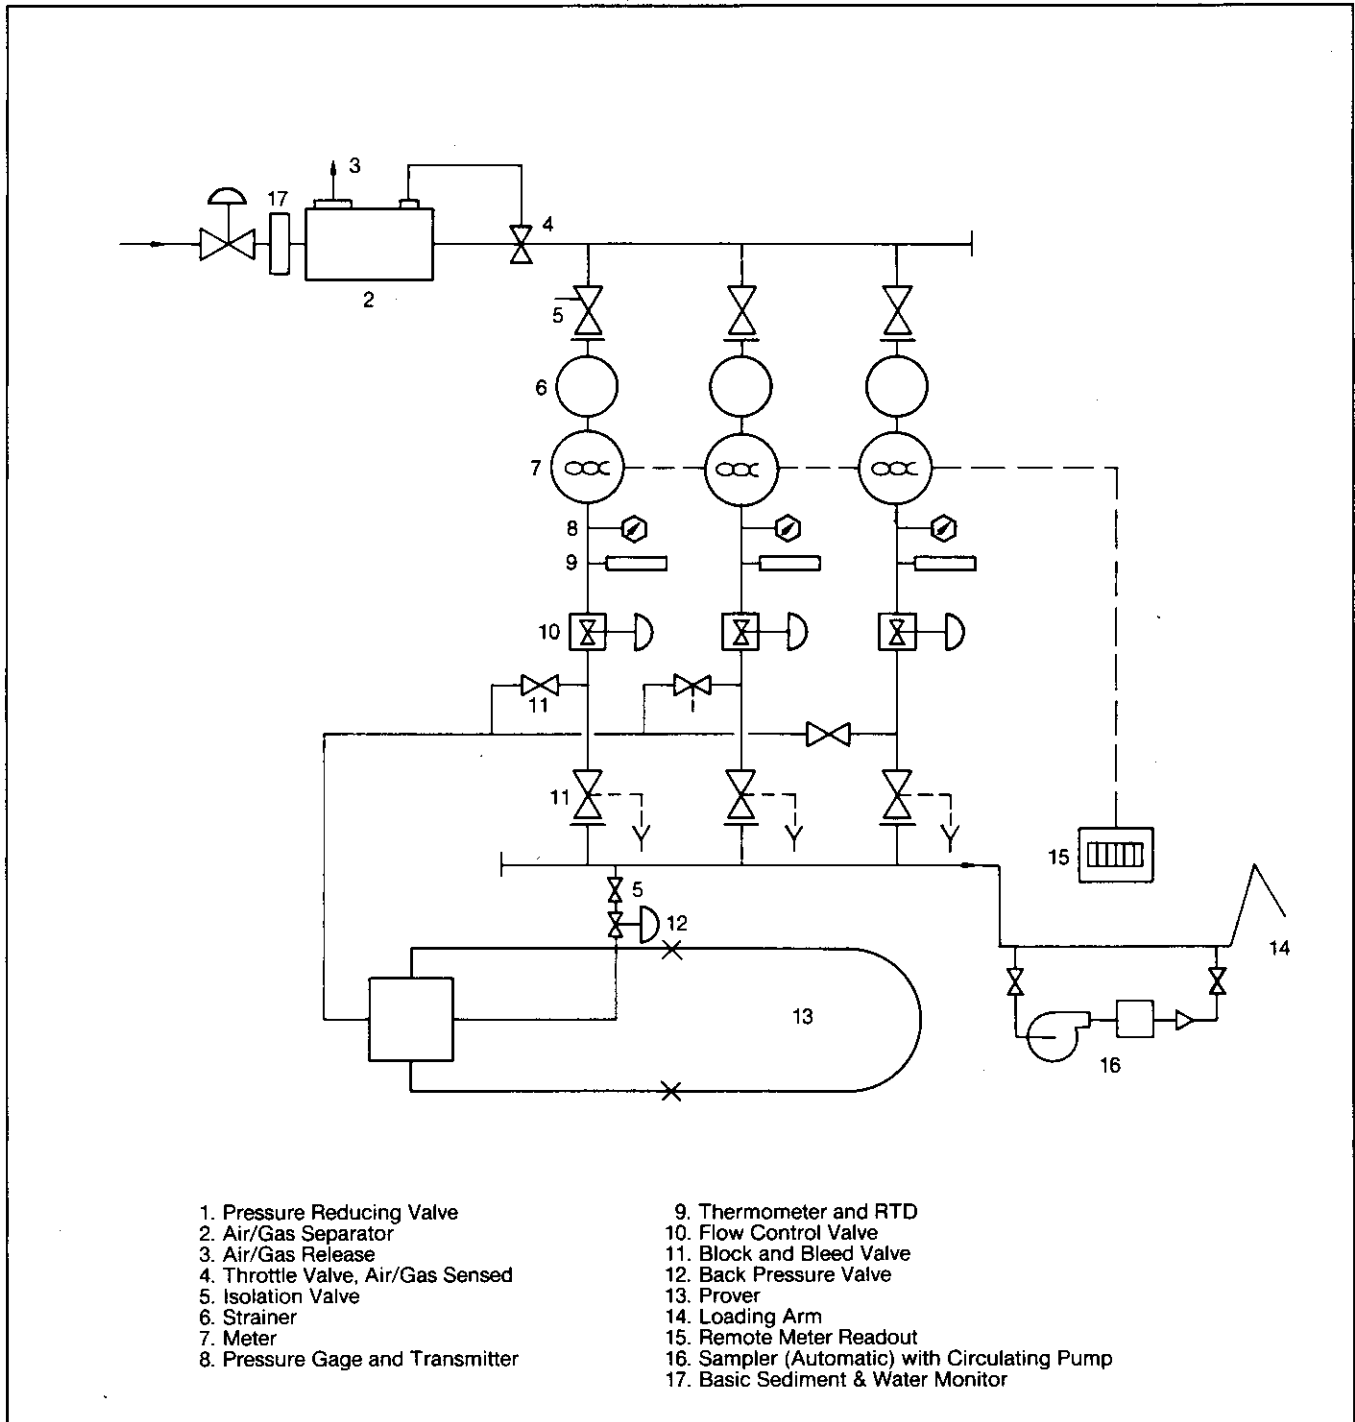 3
17
4
2
5
6
7
8
9
10
11
11
15
5
12
14
13
16
1. Pressure Reducing Valve
2. Air/Gas Separator
3. Air/Gas Release
4. Throttle Valve, Air/Gas Sensed
5. Isolation Valve
6. Strainer
7. Meter
8. Pressure Gage and Transmitter
9. Thermometer and RTD
10. Flow Control Valve
11. Block and Bleed Valve
12. Back Pressure Valve
13. Prover
14. Loading Arm
15. Remote Meter Readout
16. Sampler (Automatic) with Circulating Pump
17. Basic Sediment & Water Monitor